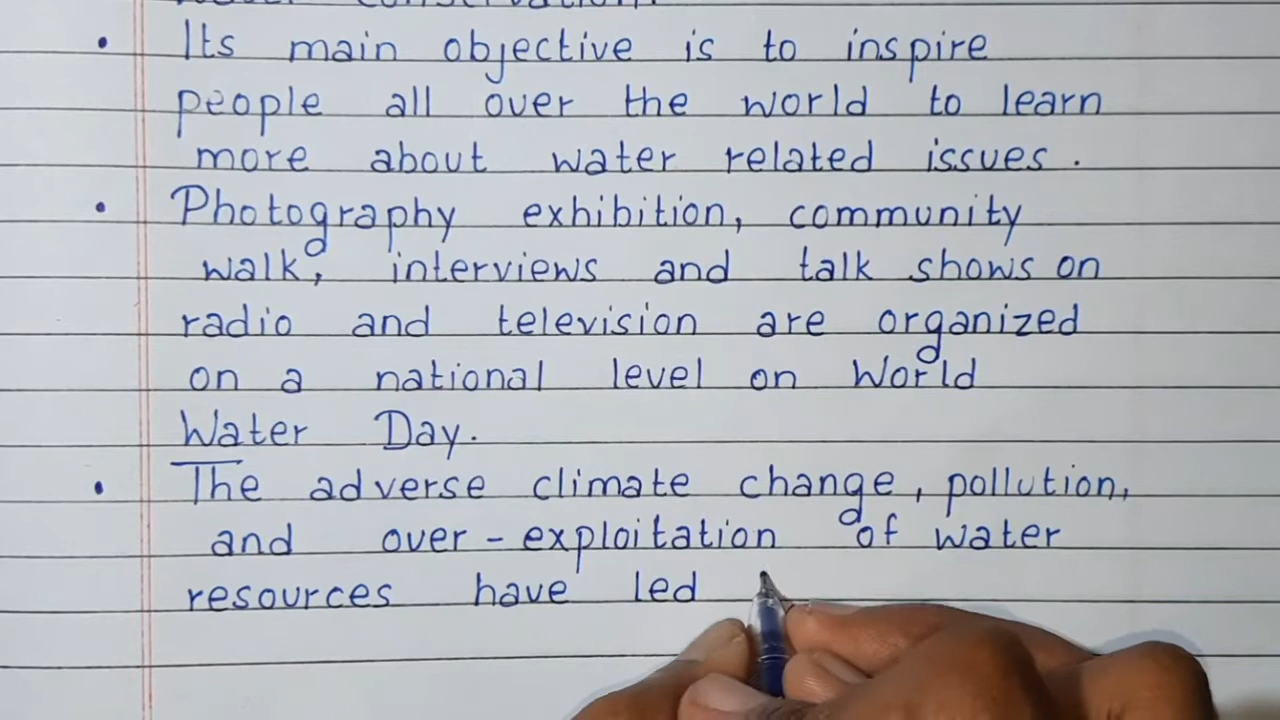 • Its main objective is to inspire
people all over the world to learn
more about water related issues.
• Photography exhibition, community
walk, interviews and talk shows on
radio and television are organized
on a national level on World
Water Day.
• The adverse climate change, pollution,
and over-exploitation of water
resources have led